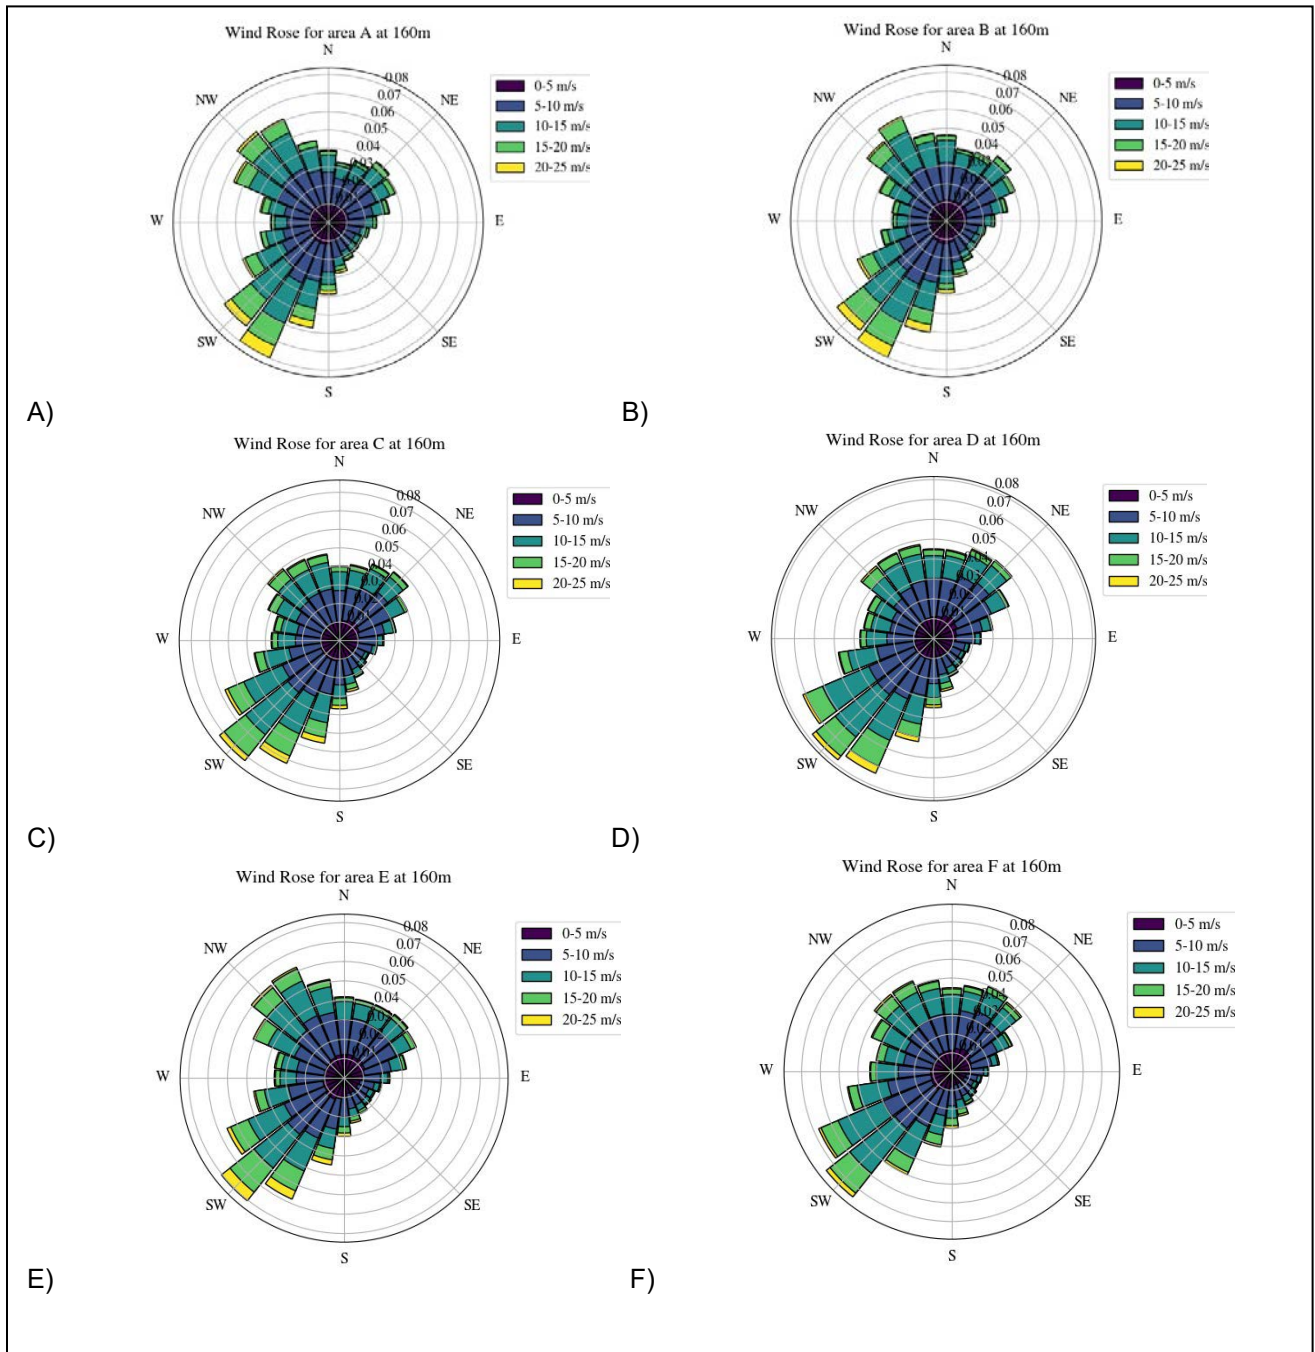 Wind Rose for area A at 160m
N
NW
NE
W
E
SW
SE
S
0.08
0.07
0.06
0.05
0.04
0.03
0-5 m/s
5-10 m/s
10-15 m/s
15-20 m/s
20-25 m/s
A)
Wind Rose for area B at 160m
N
NW
NE
W
E
SW
SE
S
0.08
0.07
0.06
0.05
0.04
0-5 m/s
5-10 m/s
10-15 m/s
15-20 m/s
20-25 m/s
B)
Wind Rose for area C at 160m
N
NW
NE
W
E
SW
SE
S
0.08
0.07
0.06
0.05
0.04
0-5 m/s
5-10 m/s
10-15 m/s
15-20 m/s
20-25 m/s
C)
Wind Rose for area D at 160m
N
NW
NE
W
E
SW
SE
S
0.08
0.07
0.06
0.05
0.04
0-5 m/s
5-10 m/s
10-15 m/s
15-20 m/s
20-25 m/s
D)
Wind Rose for area E at 160m
N
NW
NE
W
E
SW
SE
S
0.08
0.07
0.06
0.05
0.04
0-5 m/s
5-10 m/s
10-15 m/s
15-20 m/s
20-25 m/s
E)
Wind Rose for area F at 160m
N
NW
NE
W
E
SW
SE
S
0.08
0.07
0.06
0.05
0.04
0-5 m/s
5-10 m/s
10-15 m/s
15-20 m/s
20-25 m/s
F)